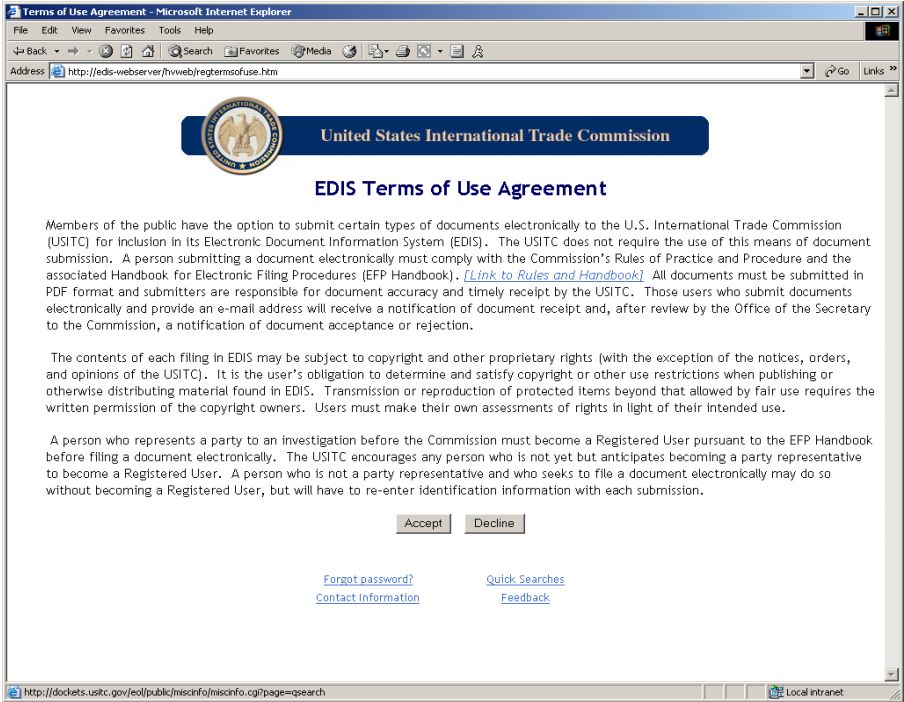 Terms of Use Agreement - Microsoft Internet Explorer
File Edit View Favorites Tools Help
Back Search Favorites Media
Address http://edis-webserver/hvweb/regtermsofuse.htm Go Links »
UNITED STATES INTERNATIONAL TRADE COMMISSION
United States International Trade Commission
EDIS Terms of Use Agreement
Members of the public have the option to submit certain types of documents electronically to the U.S. International Trade Commission
(USITC) for inclusion in its Electronic Document Information System (EDIS). The USITC does not require the use of this means of document
submission. A person submitting a document electronically must comply with the Commission's Rules of Practice and Procedure and the
associated Handbook for Electronic Filing Procedures (EFP Handbook). [Link to Rules and Handbook] All documents must be submitted in
PDF format and submitters are responsible for document accuracy and timely receipt by the USITC. Those users who submit documents
electronically and provide an e-mail address will receive a notification of document receipt and, after review by the Office of the Secretary
to the Commission, a notification of document acceptance or rejection.
The contents of each filing in EDIS may be subject to copyright and other proprietary rights (with the exception of the notices, orders,
and opinions of the USITC). It is the user's obligation to determine and satisfy copyright or other use restrictions when publishing or
otherwise distributing material found in EDIS. Transmission or reproduction of protected items beyond that allowed by fair use requires the
written permission of the copyright owners. Users must make their own assessments of rights in light of their intended use.
A person who represents a party to an investigation before the Commission must become a Registered User pursuant to the EFP Handbook
before filing a document electronically. The USITC encourages any person who is not yet but anticipates becoming a party representative
to become a Registered User. A person who is not a party representative and who seeks to file a document electronically may do so
without becoming a Registered User, but will have to re-enter identification information with each submission.
Accept Decline
Forgot password? Quick Searches
Contact Information Feedback
http://dockets.usitc.gov/eol/public/miscinfo/miscinfo.cgi?page=qsearch Local intranet